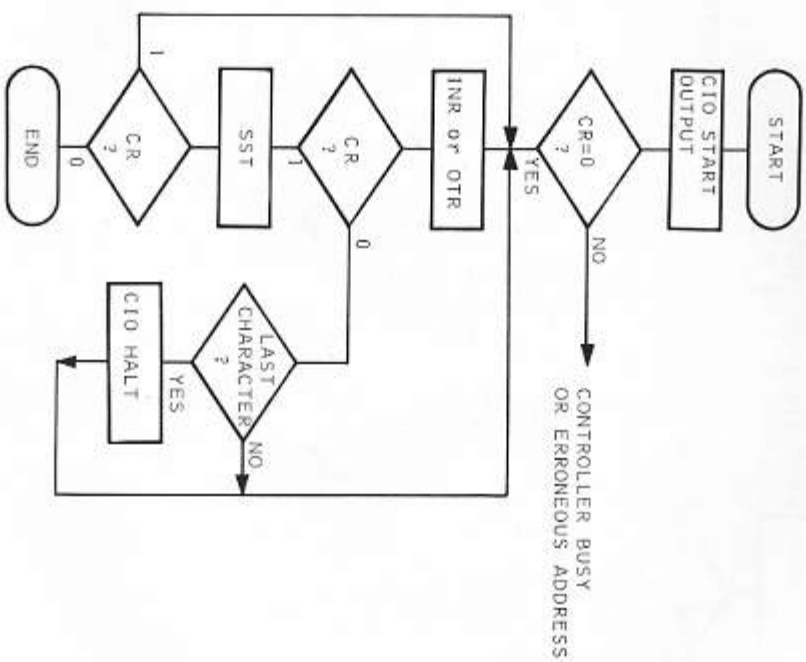 START
CIO START
OUTPUT
CR=0
?
NO
CONTROLLER BUSY
OR ERRONEOUS ADDRESS
YES
INR or OTR
CR
?
0
1
LAST
CHARACTER
?
NO
YES
CIO HALT
SST
CR
?
1
0
END